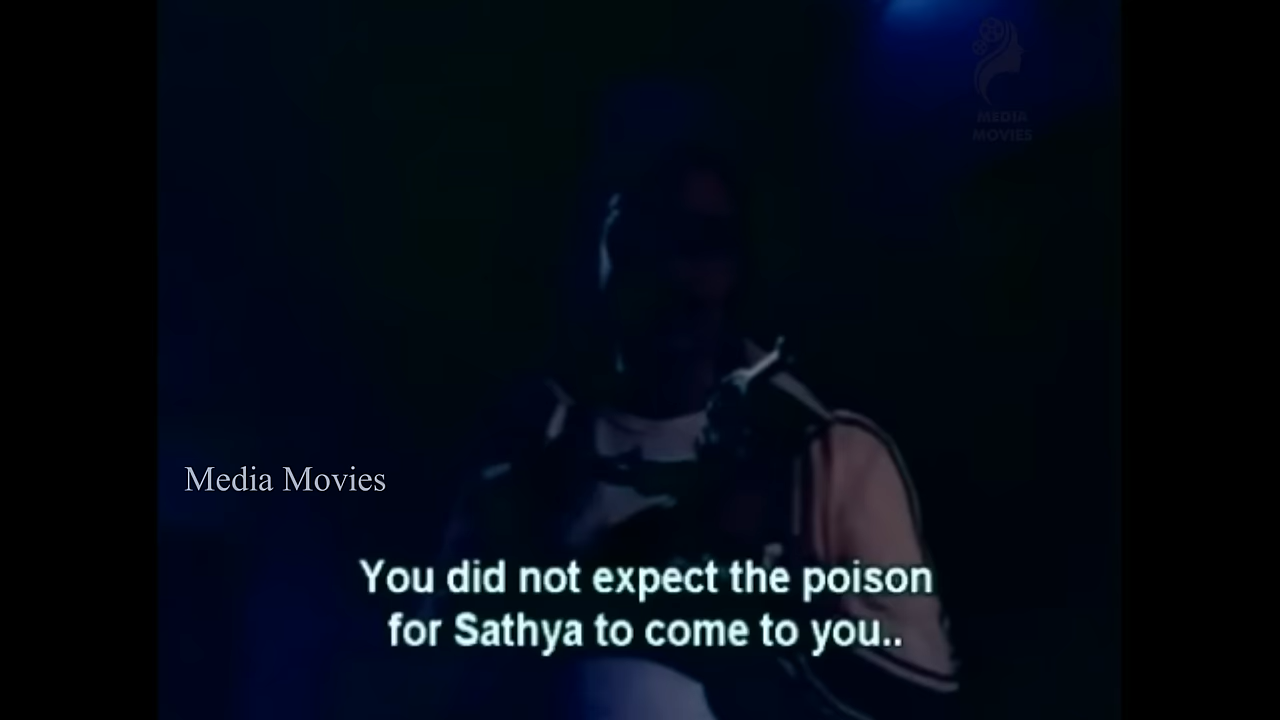 MEDIA
MOVIES
Media Movies
You did not expect the poison
for Sathya to come to you..